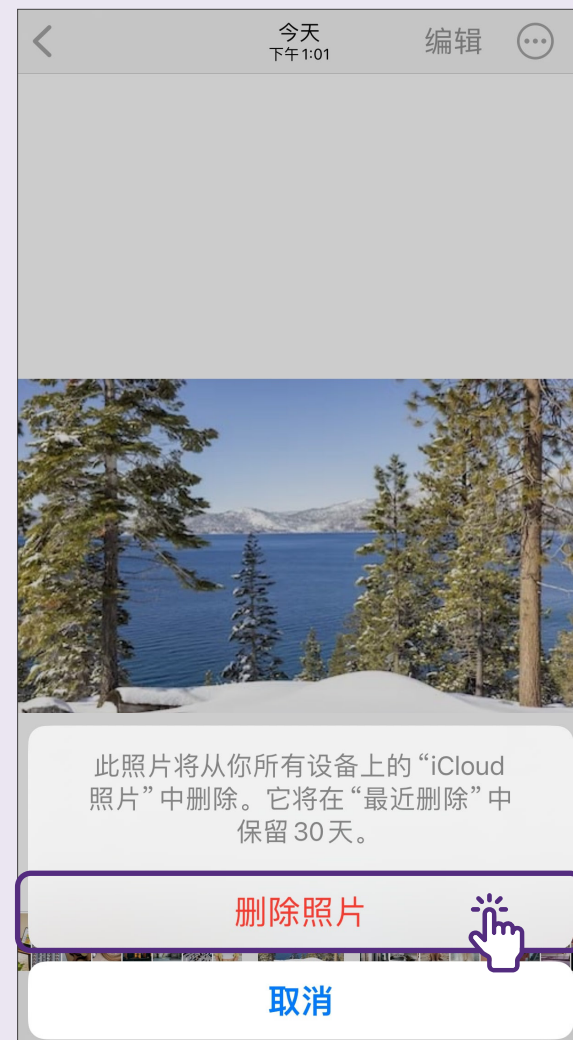 今天
下午1:01
编辑
此照片将从你所有设备上的“iCloud
照片”中删除。它将在“最近删除”中
保留30天。
删除照片
取消